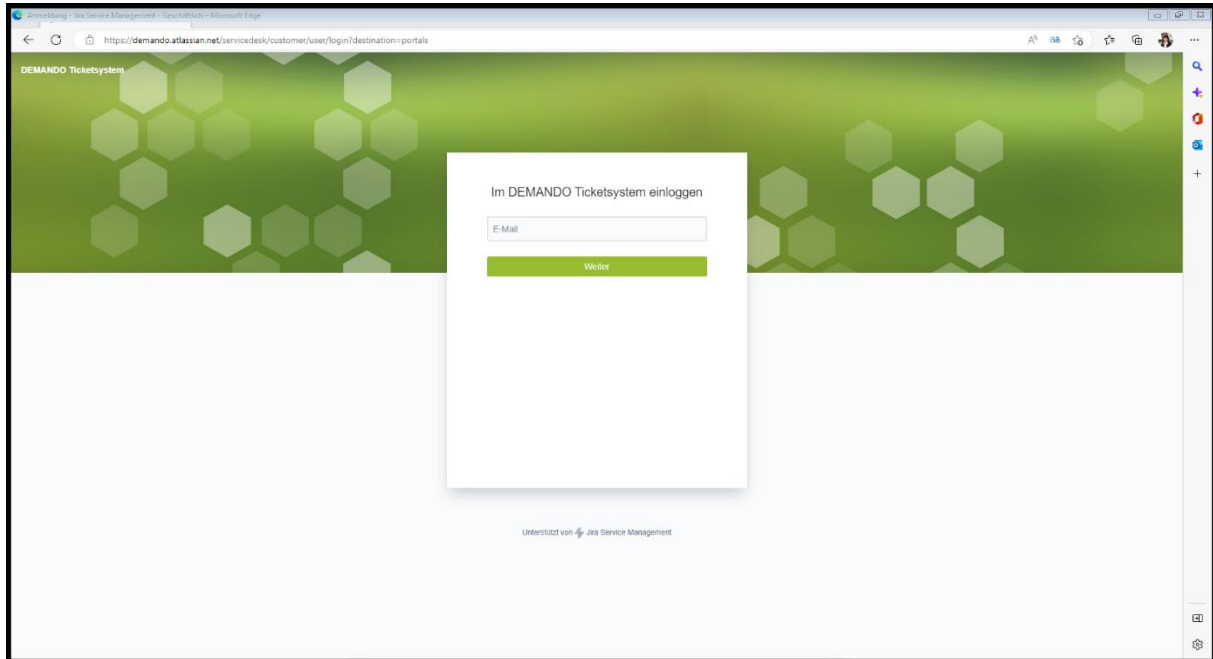 Anmeldung - Jira Service Management - Geschäftlich – Microsoft Edge
https://demando.atlassian.net/servicedesk/customer/user/login?destination=portals
DEMANDO Ticketsystem
Im DEMANDO Ticketsystem einloggen
E-Mail
Weiter
Unterstützt von Jira Service Management